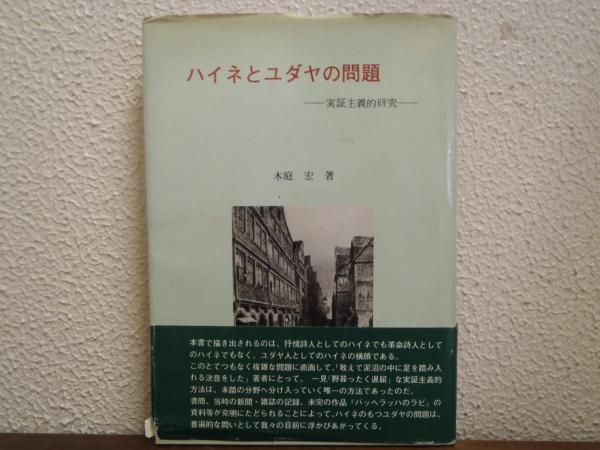 ハイネとユダヤの問題
――実証主義的研究――
木庭 宏 著
本書で描き出されるのは、抒情詩人としてのハイネでも革命詩人として
のハイネでもなく、ユダヤ人としてのハイネの横顔である。
このとてつもなく複雑な問題に直面して、「敢えて泥沼の中に足を踏み入
れる決意をした」著者にとって、一見「野暮ったく退屈」な実証主義的
方法は、未踏の分野へ分け入っていく唯一の方法であったのだ。
書簡、当時の新聞・雑誌の記録、未完の作品『バッヘラッハのラビ』の
資料等が克明にたどられることによって、ハイネのもつユダヤの問題は、
普遍的な問いとして我々の目前に浮かびあがってくる。